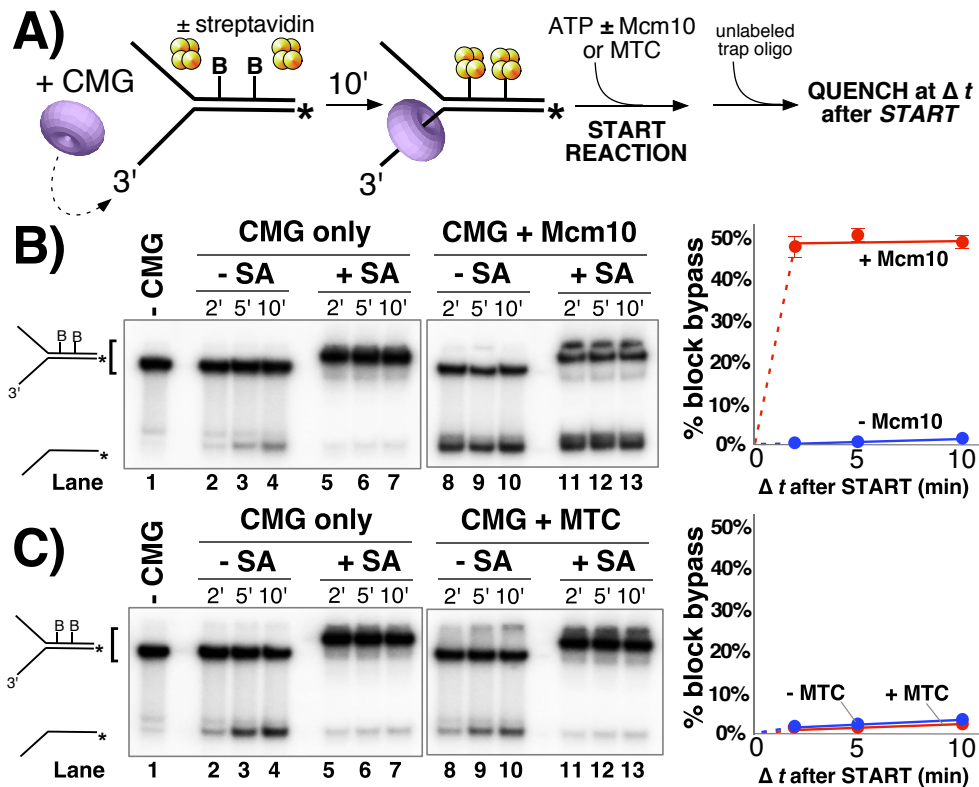 A)
± streptavidin
B B
+ CMG
3'
*
10'
3'
*
ATP ± Mcm10
or MTC
START
REACTION
unlabeled
trap oligo
QUENCH at Δ t
after START
B)
- CMG
CMG only
CMG + Mcm10
- SA + SA - SA + SA
2' 5' 10' 2' 5' 10' 2' 5' 10' 2' 5' 10'
B B
*
3'
*
Lane 1 2 3 4 5 6 7 8 9 10 11 12 13
% block bypass
50%
40%
30%
20%
10%
0%
+ Mcm10
- Mcm10
0 5 10
Δ t after START (min)
C)
- CMG
CMG only
CMG + MTC
- SA + SA - SA + SA
2' 5' 10' 2' 5' 10' 2' 5' 10' 2' 5' 10'
B B
*
3'
*
Lane 1 2 3 4 5 6 7 8 9 10 11 12 13
% block bypass
50%
40%
30%
20%
10%
0%
- MTC + MTC
0 5 10
Δ t after START (min)